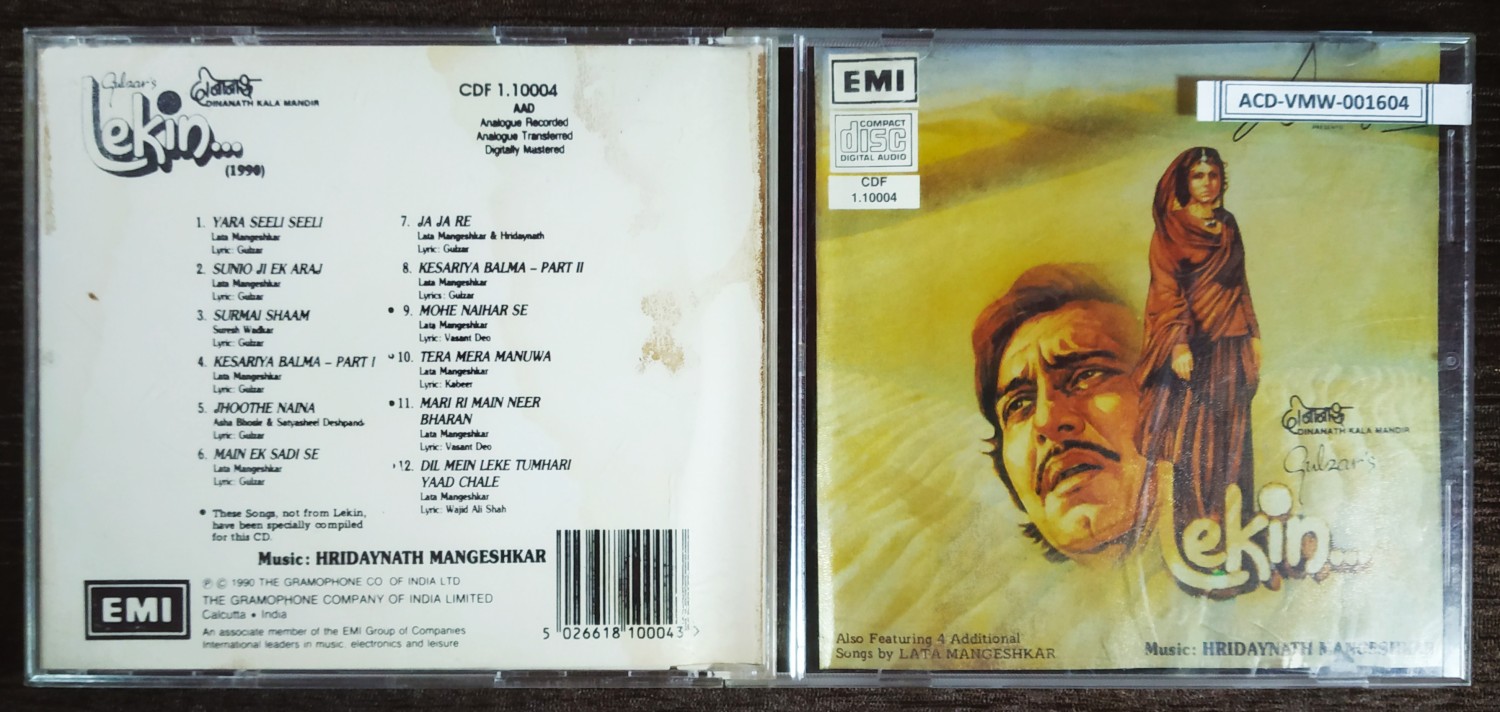 Gulzar's
दीनानाथ
DINANATH KALA MANDIR
Lekin...
(1990)
CDF 1.10004
AAD
Analogue Recorded
Analogue Transferred
Digitally Mastered
1. YARA SEELI SEELI
Lata Mangeshkar
Lyric: Gulzar
2. SUNIO JI EK ARAJ
Lata Mangeshkar
Lyric: Gulzar
3. SURMAI SHAAM
Suresh Wadkar
Lyric: Gulzar
4. KESARIYA BALMA – PART I
Lata Mangeshkar
Lyric: Gulzar
5. JHOOTHE NAINA
Asha Bhosle & Satyasheel Deshpand
Lyric: Gulzar
6. MAIN EK SADI SE
Lata Mangeshkar
Lyric: Gulzar
7. JA JA RE
Lata Mangeshkar & Hridaynath
Lyric: Gulzar
8. KESARIYA BALMA – PART II
Lata Mangeshkar
Lyrics: Gulzar
• 9. MOHE NAIHAR SE
Lata Mangeshkar
Lyric: Vasant Deo
• 10. TERA MERA MANUWA
Lata Mangeshkar
Lyric: Kabeer
• 11. MARI RI MAIN NEER
BHARAN
Lata Mangeshkar
Lyric: Vasant Deo
• 12. DIL MEIN LEKE TUMHARI
YAAD CHALE
Lata Mangeshkar
Lyric: Wajid Ali Shah
• These Songs, not from Lekin,
have been specially compiled
for this CD.
Music: HRIDAYNATH MANGESHKAR
EMI
℗ © 1990 THE GRAMOPHONE CO OF INDIA LTD
THE GRAMOPHONE COMPANY OF INDIA LIMITED
Calcutta • India
An associate member of the EMI Group of Companies
International leaders in music, electronics and leisure
5 026618 100043 >
EMI
COMPACT
disc
DIGITAL AUDIO
CDF
1.10004
ACD-VMW-001604
PRESENTS
दीनानाथ
DINANATH KALA MANDIR
Gulzar's
Lekin...
Also Featuring 4 Additional
Songs by LATA MANGESHKAR
Music: HRIDAYNATH MANGESHKAR